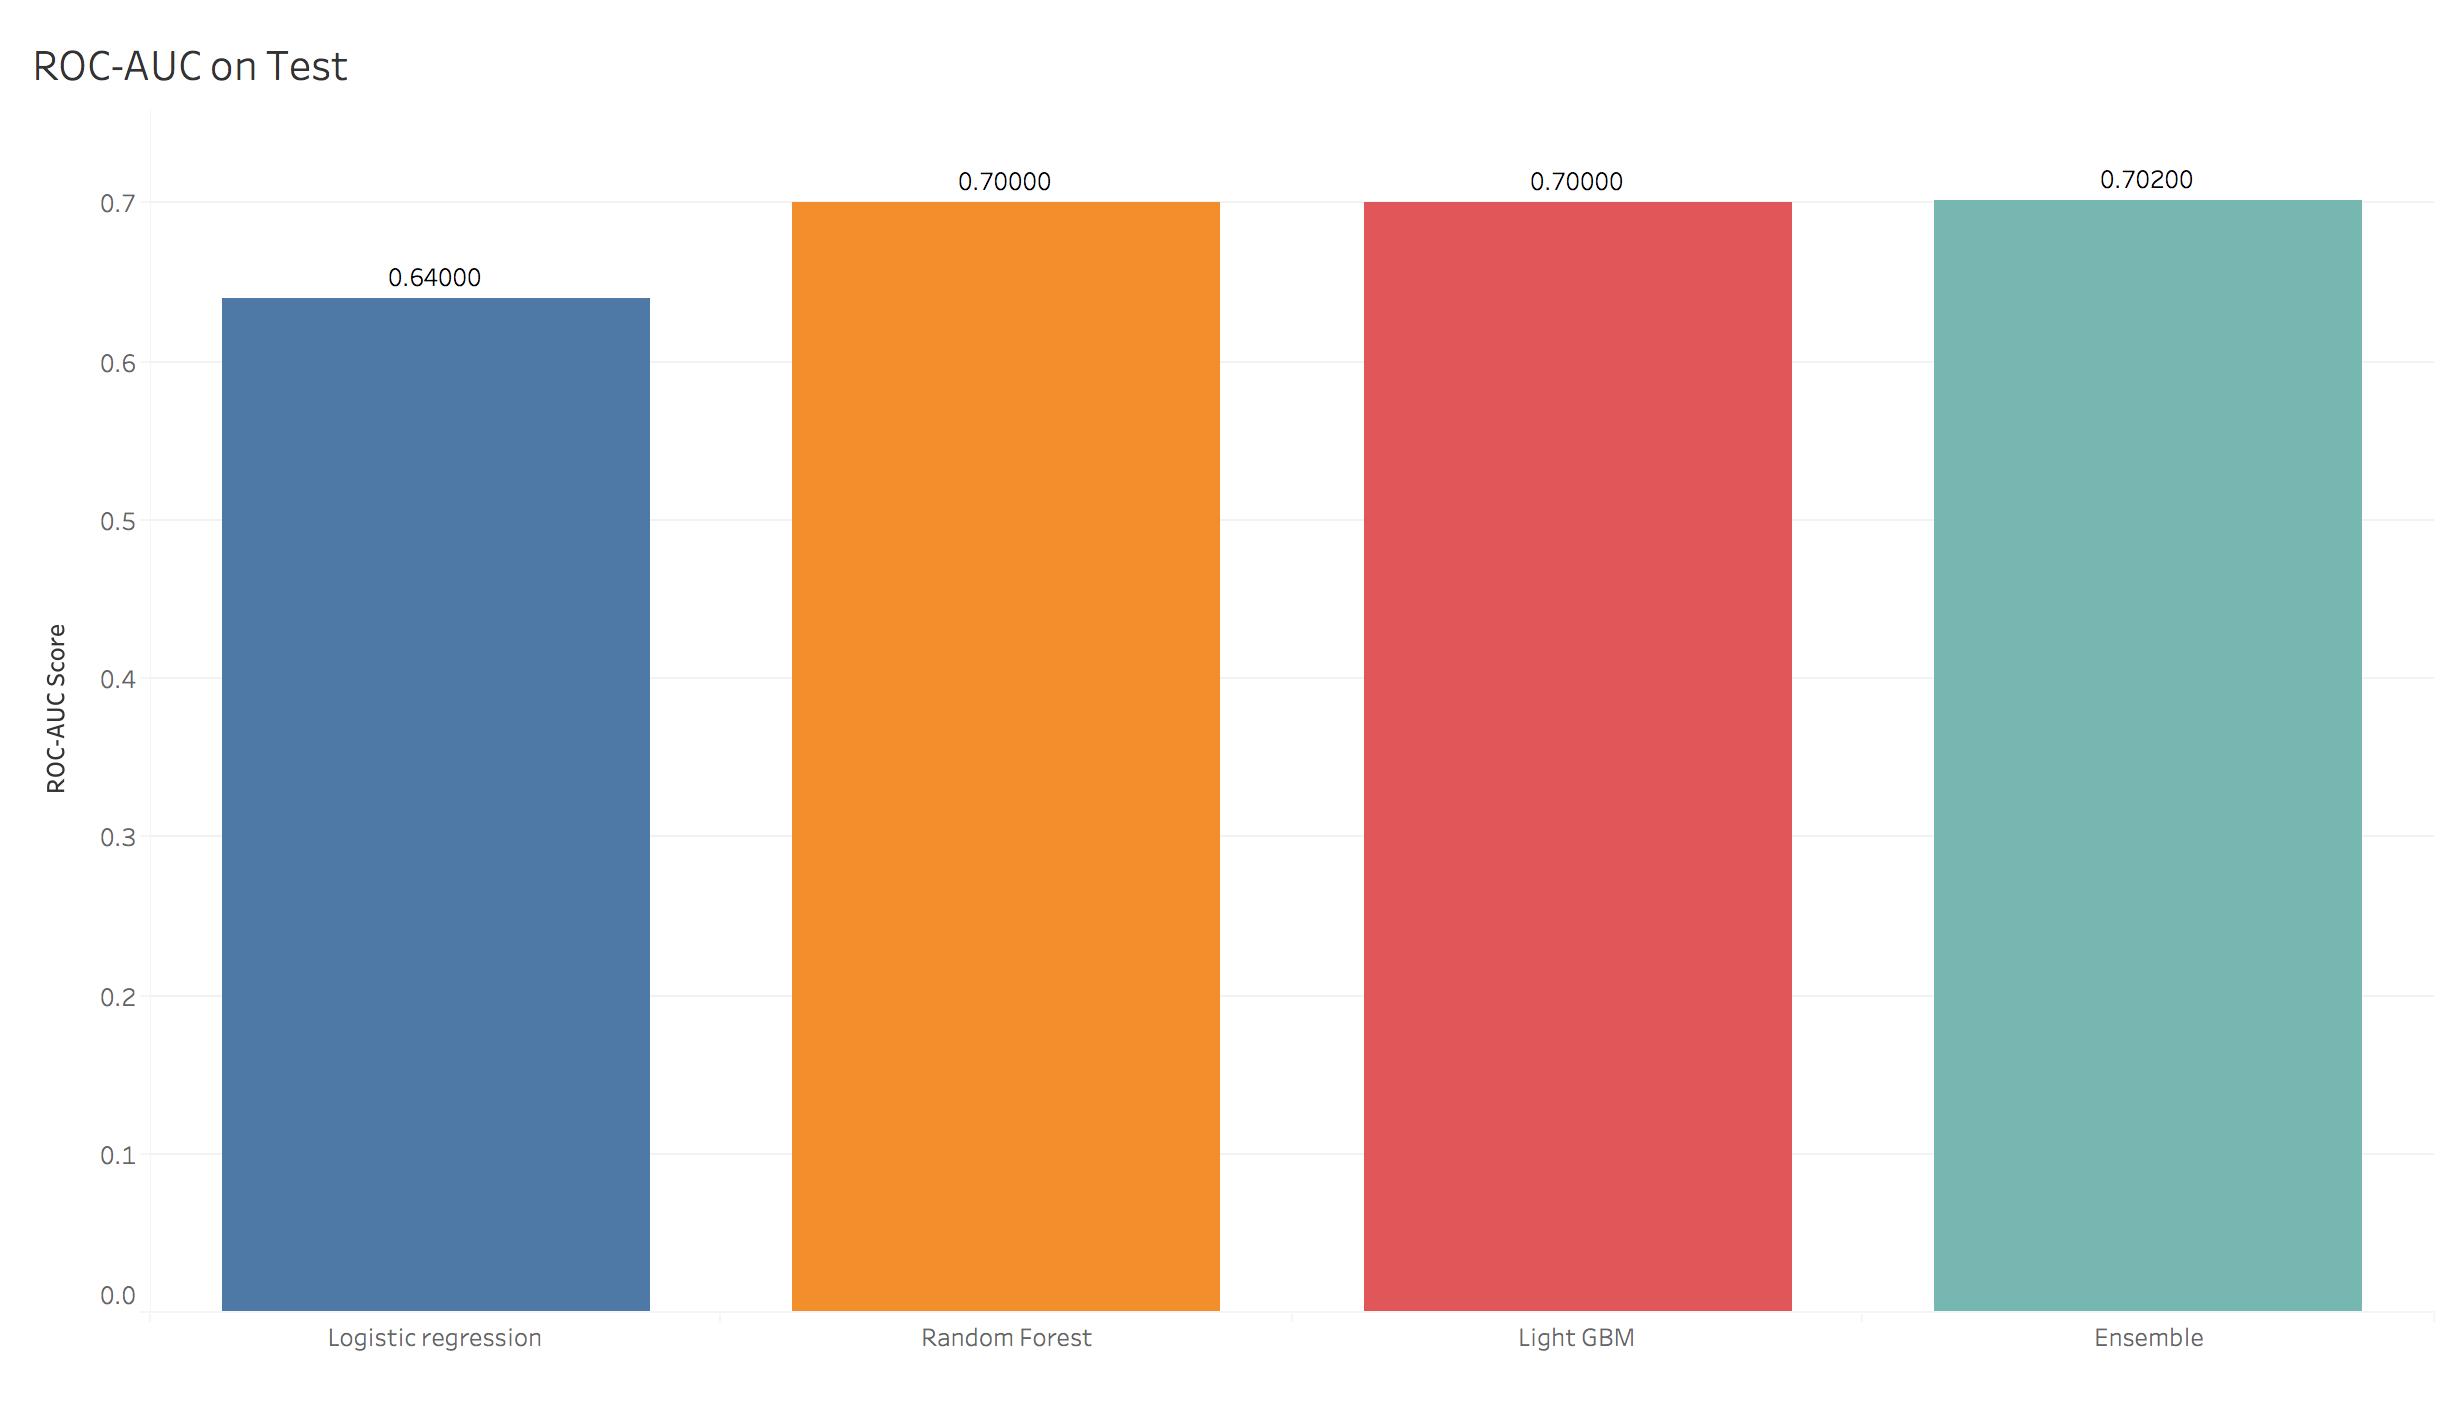 ROC-AUC on Test
0.70000
0.70000
0.70200
0.64000
0.7
0.6
0.5
0.4
0.3
0.2
0.1
0.0
ROC-AUC Score
Logistic regression
Random Forest
Light GBM
Ensemble